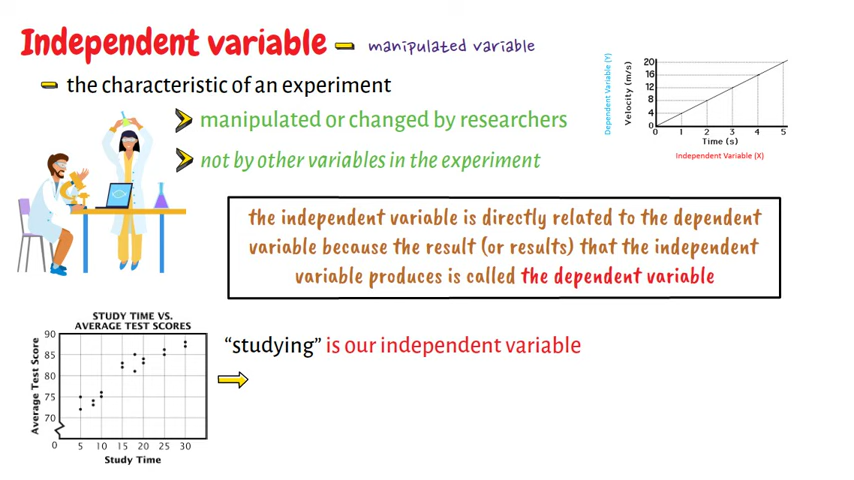 Independent variable
manipulated variable
the characteristic of an experiment
manipulated or changed by researchers
not by other variables in the experiment
Dependent Variable (Y)
Velocity (m/s)
20
16
12
8
4
0
0 1 2 3 4 5
Time (s)
Independent Variable (X)
the independent variable is directly related to the dependent
variable because the result (or results) that the independent
variable produces is called the dependent variable
STUDY TIME VS.
AVERAGE TEST SCORES
Average Test Score
90
85
80
75
70
0 5 10 15 20 25 30
Study Time
“studying” is our independent variable